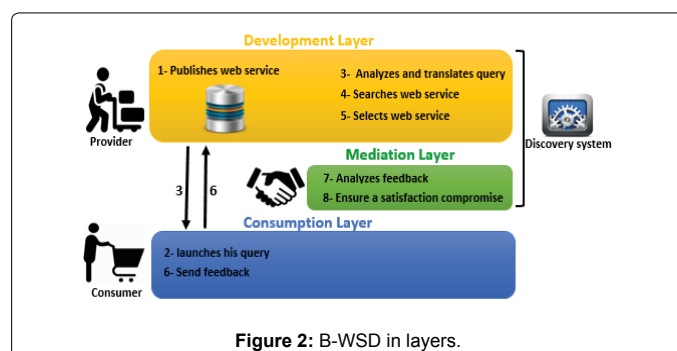 Development Layer
1- Publishes web service
3- Analyzes and translates query
4- Searches web service
5- Selects web service
Provider
Discovery system
Mediation Layer
7- Analyzes feedback
8- Ensure a satisfaction compromise
3
6
Consumption Layer
2- launches his query
6- Send feedback
Consumer
Figure 2: B-WSD in layers.